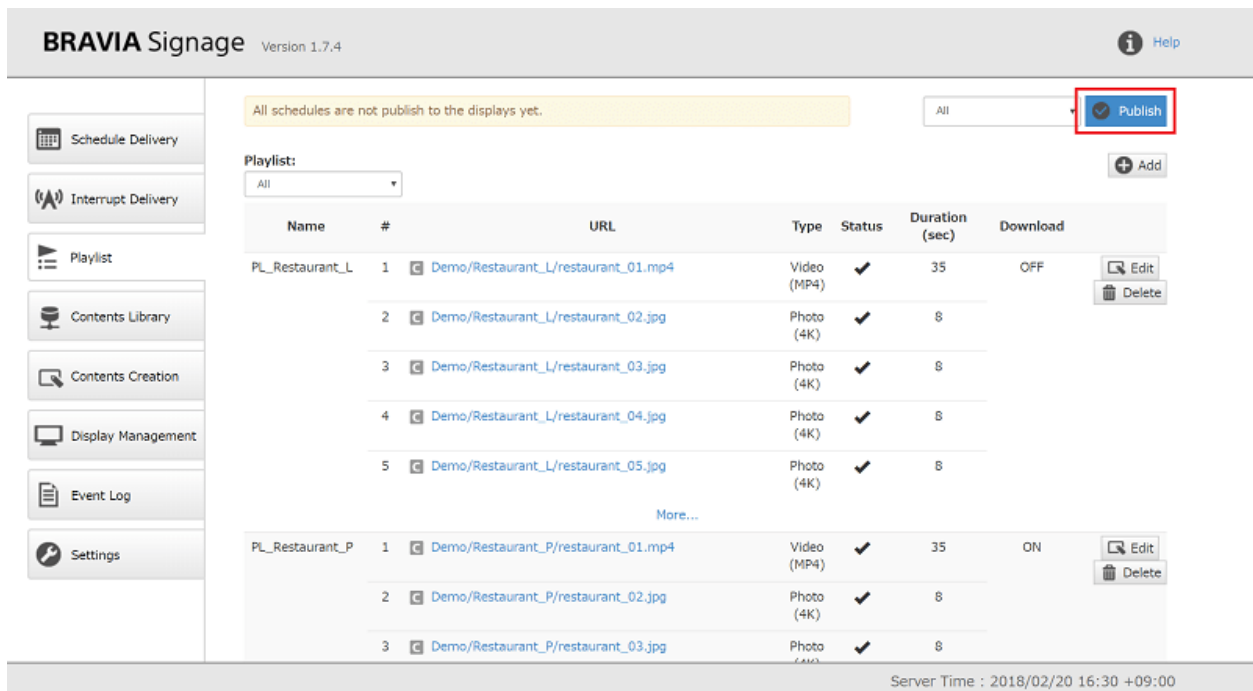 BRAVIA Signage Version 1.7.4
Help
All schedules are not publish to the displays yet.
All
Publish
Schedule Delivery
Interrupt Delivery
Playlist
Contents Library
Contents Creation
Display Management
Event Log
Settings
Playlist:
All
Add
Name # URL Type Status Duration (sec) Download
PL_Restaurant_L 1 C Demo/Restaurant_L/restaurant_01.mp4 Video (MP4) 35 OFF Edit
Delete
2 C Demo/Restaurant_L/restaurant_02.jpg Photo (4K) 8
3 C Demo/Restaurant_L/restaurant_03.jpg Photo (4K) 8
4 C Demo/Restaurant_L/restaurant_04.jpg Photo (4K) 8
5 C Demo/Restaurant_L/restaurant_05.jpg Photo (4K) 8
More...
PL_Restaurant_P 1 C Demo/Restaurant_P/restaurant_01.mp4 Video (MP4) 35 ON Edit
Delete
2 C Demo/Restaurant_P/restaurant_02.jpg Photo (4K) 8
3 C Demo/Restaurant_P/restaurant_03.jpg Photo 8
Server Time : 2018/02/20 16:30 +09:00